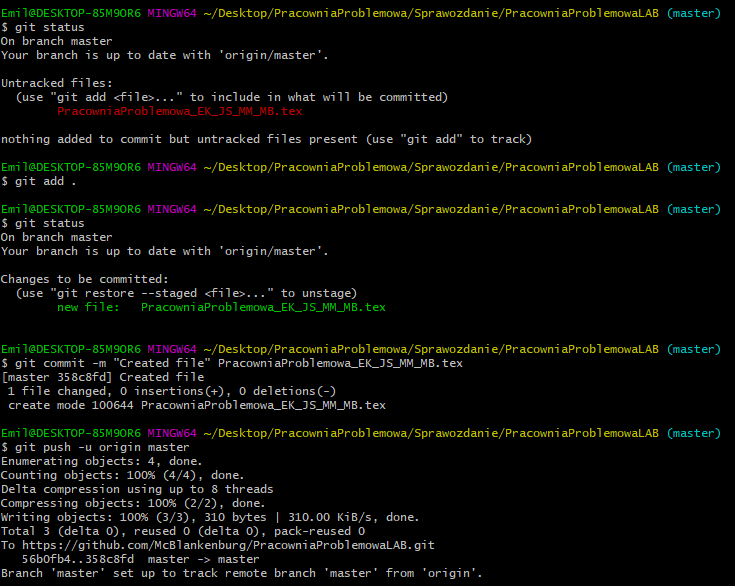 Emil@DESKTOP-85M9OR6 MINGW64 ~/Desktop/PracowniaProblemowa/Sprawozdanie/PracowniaProblemowaLAB (master)
$ git status
On branch master
Your branch is up to date with 'origin/master'.

Untracked files:
  (use "git add <file>..." to include in what will be committed)
        PracowniaProblemowa_EK_JS_MM_MB.tex

nothing added to commit but untracked files present (use "git add" to track)

Emil@DESKTOP-85M9OR6 MINGW64 ~/Desktop/PracowniaProblemowa/Sprawozdanie/PracowniaProblemowaLAB (master)
$ git add .

Emil@DESKTOP-85M9OR6 MINGW64 ~/Desktop/PracowniaProblemowa/Sprawozdanie/PracowniaProblemowaLAB (master)
$ git status
On branch master
Your branch is up to date with 'origin/master'.

Changes to be committed:
  (use "git restore --staged <file>..." to unstage)
        new file:   PracowniaProblemowa_EK_JS_MM_MB.tex

Emil@DESKTOP-85M9OR6 MINGW64 ~/Desktop/PracowniaProblemowa/Sprawozdanie/PracowniaProblemowaLAB (master)
$ git commit -m "Created file" PracowniaProblemowa_EK_JS_MM_MB.tex
[master 358c8fd] Created file
 1 file changed, 0 insertions(+), 0 deletions(-)
 create mode 100644 PracowniaProblemowa_EK_JS_MM_MB.tex

Emil@DESKTOP-85M9OR6 MINGW64 ~/Desktop/PracowniaProblemowa/Sprawozdanie/PracowniaProblemowaLAB (master)
$ git push -u origin master
Enumerating objects: 4, done.
Counting objects: 100% (4/4), done.
Delta compression using up to 8 threads
Compressing objects: 100% (2/2), done.
Writing objects: 100% (3/3), 310 bytes | 310.00 KiB/s, done.
Total 3 (delta 0), reused 0 (delta 0), pack-reused 0
To https://github.com/McBlankenburg/PracowniaProblemowaLAB.git
   56b0fb4..358c8fd  master -> master
Branch 'master' set up to track remote branch 'master' from 'origin'.